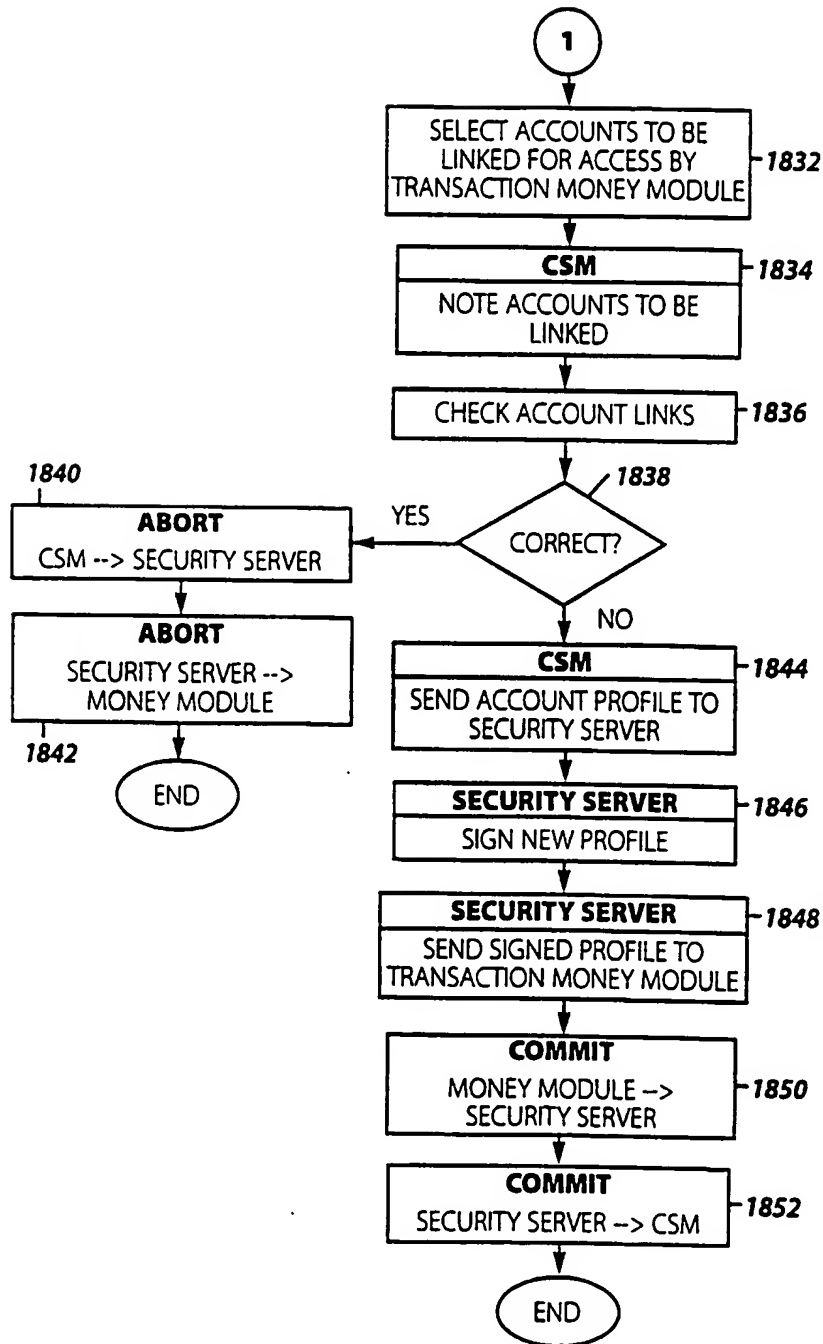 1
SELECT ACCOUNTS TO BE
LINKED FOR ACCESS BY
TRANSACTION MONEY MODULE
1832
CSM
1834
NOTE ACCOUNTS TO BE
LINKED
CHECK ACCOUNT LINKS
1836
1838
CORRECT?
YES
1840
ABORT
CSM --> SECURITY SERVER
ABORT
SECURITY SERVER -->
MONEY MODULE
1842
END
NO
CSM
1844
SEND ACCOUNT PROFILE TO
SECURITY SERVER
SECURITY SERVER
1846
SIGN NEW PROFILE
SECURITY SERVER
1848
SEND SIGNED PROFILE TO
TRANSACTION MONEY MODULE
COMMIT
MONEY MODULE -->
SECURITY SERVER
1850
COMMIT
SECURITY SERVER --> CSM
1852
END